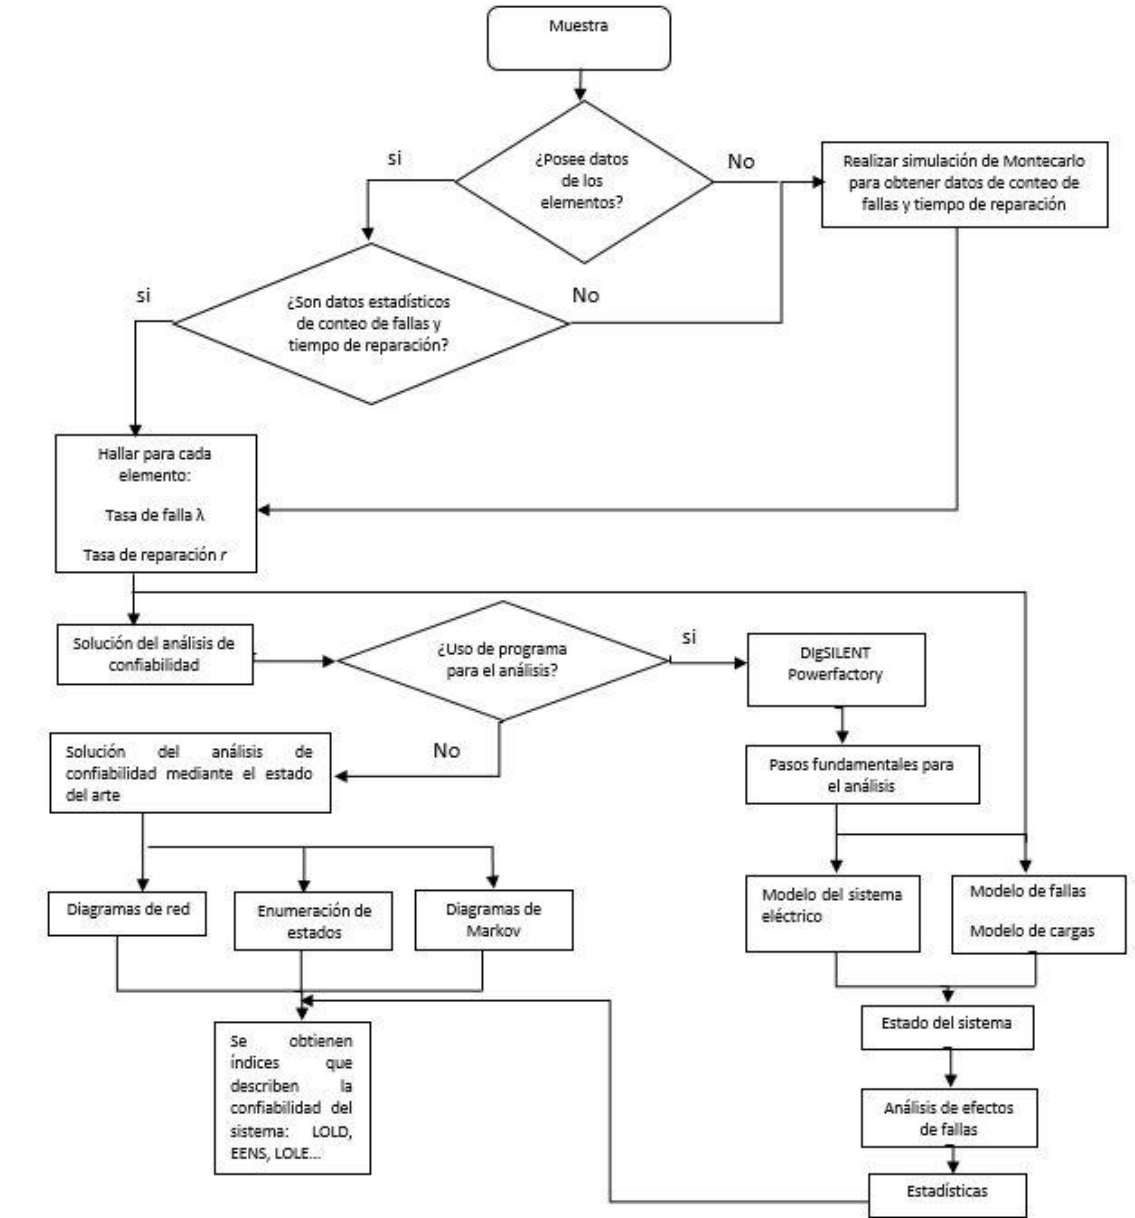 Muestra
si
¿Posee datos
de los
elementos?
No
Realizar simulación de Montecarlo
para obtener datos de conteo de
fallas y tiempo de reparación
si
¿Son datos estadísticos
de conteo de fallas y
tiempo de reparación?
No
Hallar para cada
elemento:
Tasa de falla λ
Tasa de reparación r
Solución del análisis de
confiabilidad
¿Uso de programa
para el análisis?
si
DIgSILENT
Powerfactory
No
Solución del análisis de
confiabilidad mediante el estado
del arte
Pasos fundamentales para
el análisis
Diagramas de red
Enumeración de
estados
Diagramas de
Markov
Modelo del sistema
eléctrico
Modelo de fallas
Modelo de cargas
Se obtienen
índices que
describen la
confiabilidad del
sistema: LOLD,
EENS, LOLE...
Estado del sistema
Análisis de efectos
de fallas
Estadísticas